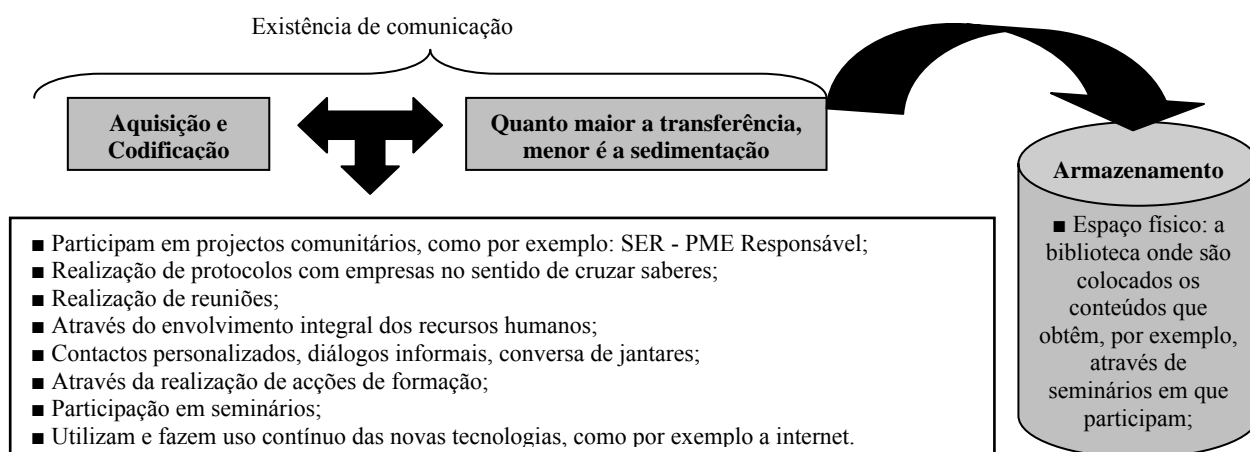 Existência de comunicação
Aquisição e
Codificação
Quanto maior a transferência,
menor é a sedimentação
Armazenamento
■ Espaço físico: a
biblioteca onde são
colocados os
conteúdos que
obtêm, por exemplo,
através de
seminários em que
participam;
■ Participam em projectos comunitários, como por exemplo: SER - PME Responsável;
■ Realização de protocolos com empresas no sentido de cruzar saberes;
■ Realização de reuniões;
■ Através do envolvimento integral dos recursos humanos;
■ Contactos personalizados, diálogos informais, conversa de jantares;
■ Através da realização de acções de formação;
■ Participação em seminários;
■ Utilizam e fazem uso contínuo das novas tecnologias, como por exemplo a internet.